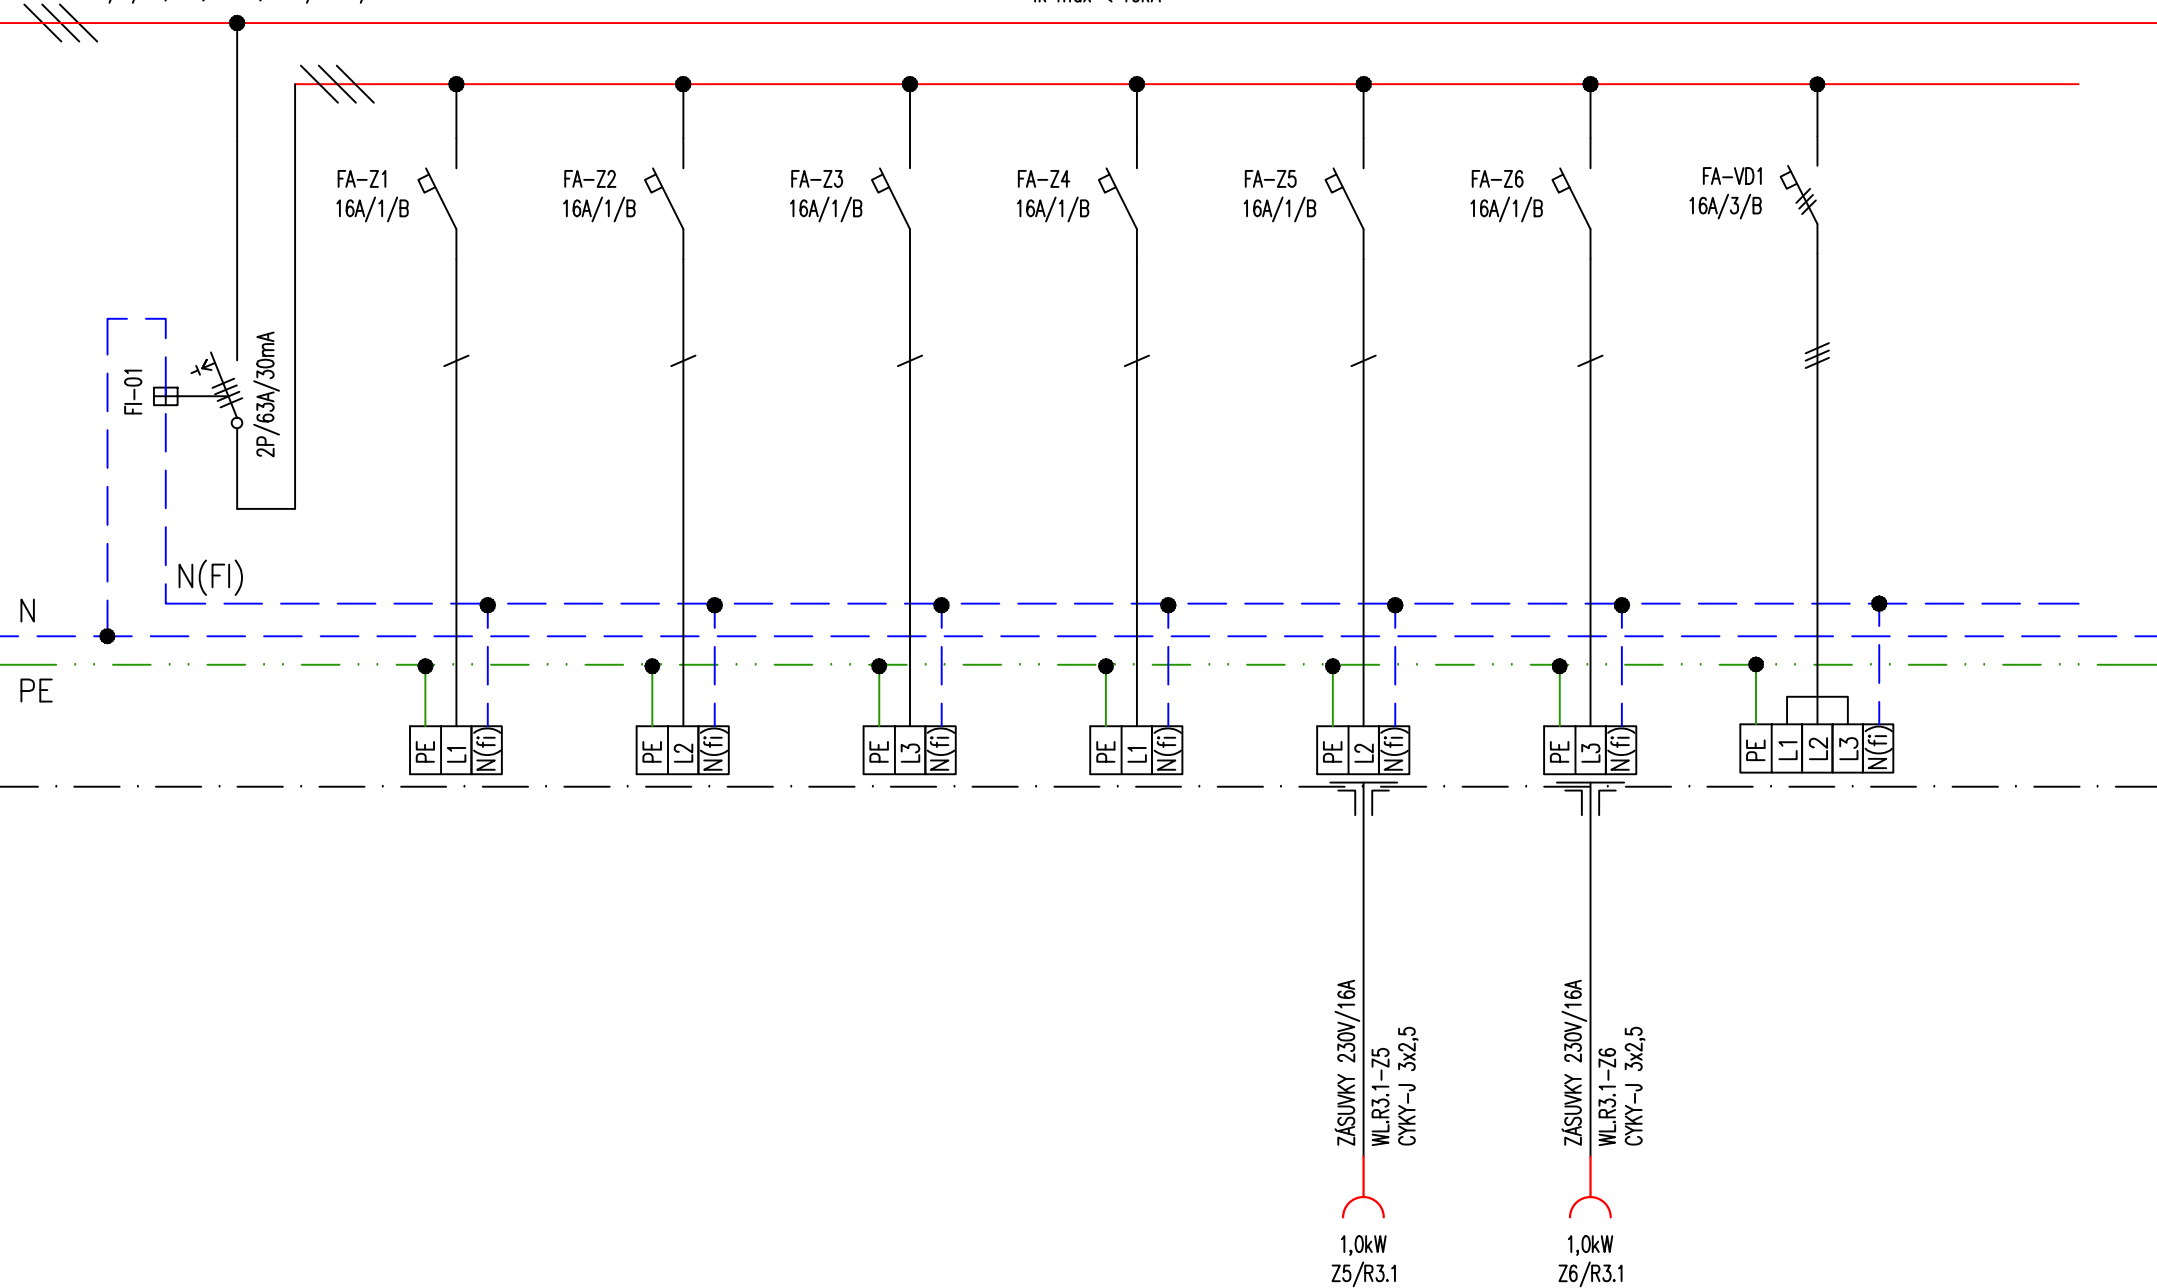 FA-Z1
16A/1/B
FA-Z2
16A/1/B
FA-Z3
16A/1/B
FA-Z4
16A/1/B
FA-Z5
16A/1/B
FA-Z6
16A/1/B
FA-VD1
16A/3/B
FI-01
2P/63A/30mA
N(FI)
N
PE
PE L1 N(fi)
PE L2 N(fi)
PE L3 N(fi)
PE L1 N(fi)
PE L2 N(fi)
PE L3 N(fi)
PE L1 L2 L3 N(fi)
ZÁSUVKY 230V/16A
WL.R3.1-Z5
CYKY-J 3x2,5
ZÁSUVKY 230V/16A
WL.R3.1-Z6
CYKY-J 3x2,5
1,0kW
Z5/R3.1
1,0kW
Z6/R3.1